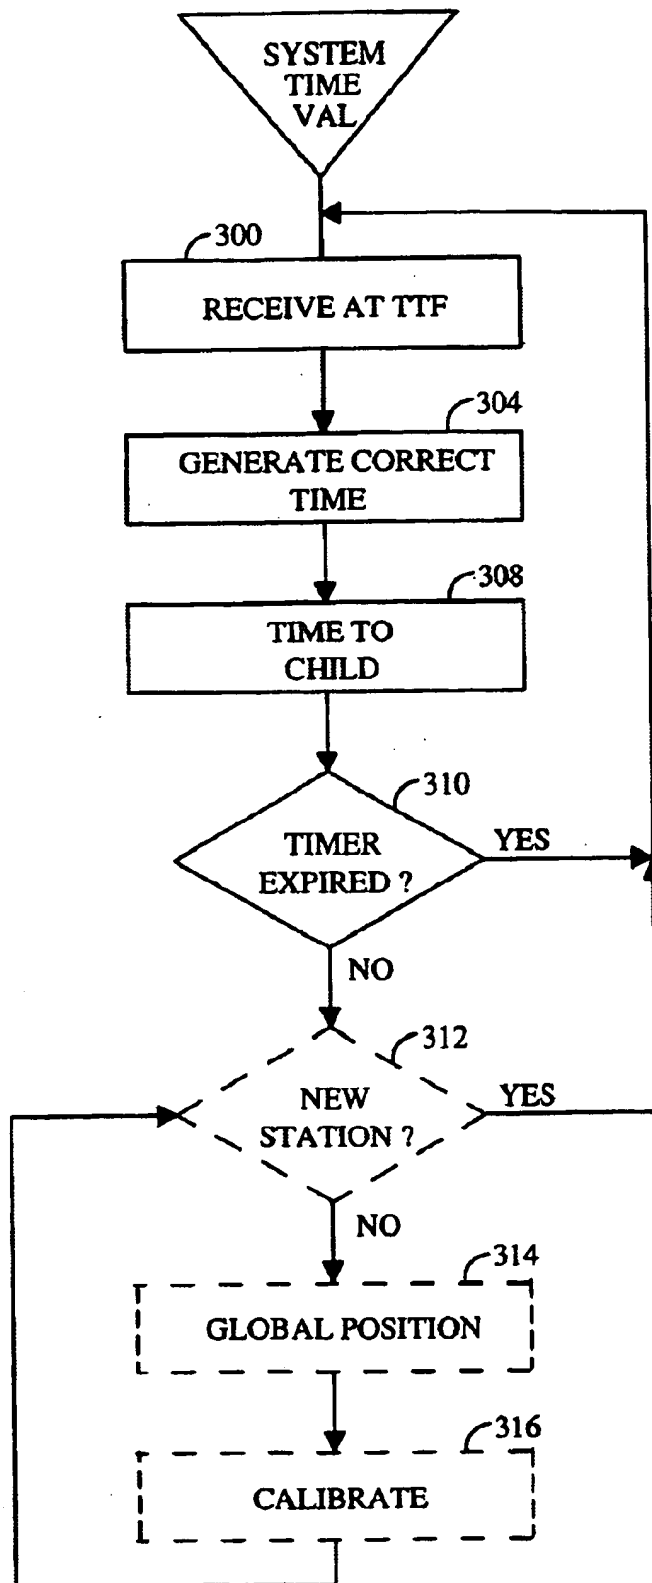 SYSTEM
TIME
VAL
300
RECEIVE AT TTF
304
GENERATE CORRECT
TIME
308
TIME TO
CHILD
310
TIMER
EXPIRED ?
YES
NO
312
NEW
STATION ?
YES
NO
314
GLOBAL POSITION
316
CALIBRATE